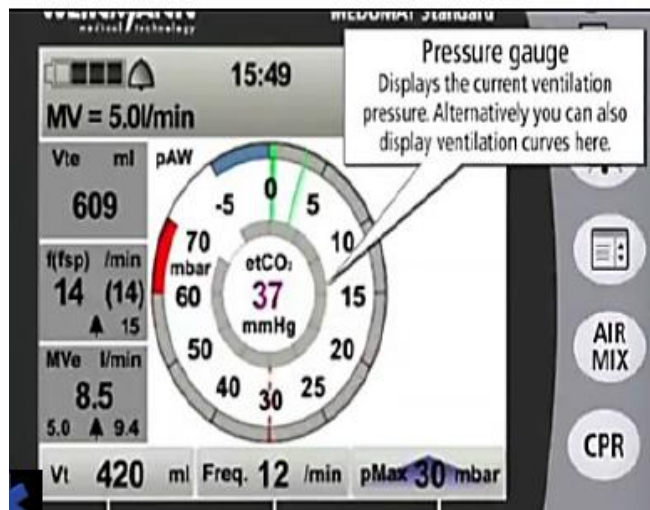 WEINMANN
medical technology
MEDUMAT Standard
15:49
MV = 5.0l/min
Pressure gauge
Displays the current ventilation
pressure. Alternatively you can also
display ventilation curves here.
Vte ml
609
f(fsp) /min
14 (14)
15
MVe l/min
8.5
5.0 9.4
pAW
-5 0 5
70 10
mbar
60 15
50 20
40 30 25
etCO₂
37
mmHg
AIR
MIX
CPR
Vt 420 ml
Freq. 12 /min
pMax 30 mbar